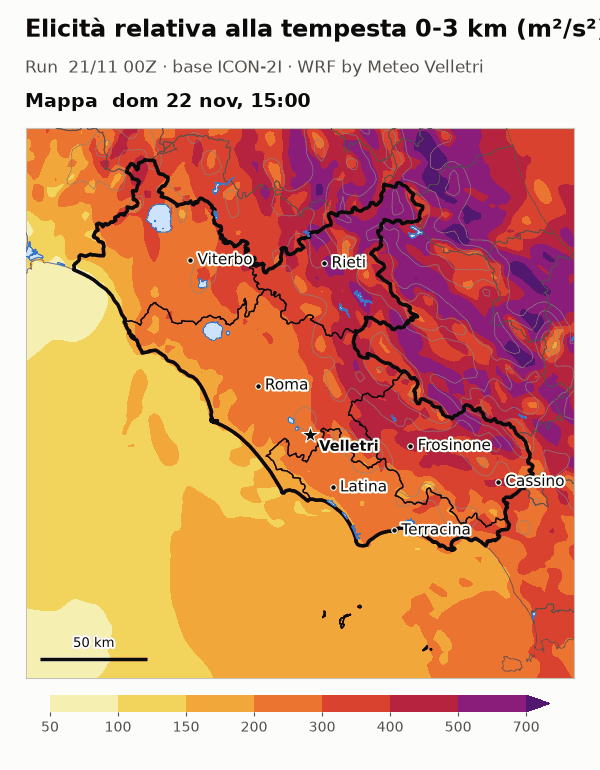 Elicità relativa alla tempesta 0-3 km (m²/s²)
Run  21/11 00Z · base ICON-2I · WRF by Meteo Velletri
Mappa  dom 22 nov, 15:00
Viterbo
Rieti
Roma
Velletri
Frosinone
Cassino
Latina
Terracina
50 km
50 100 150 200 300 400 500 700